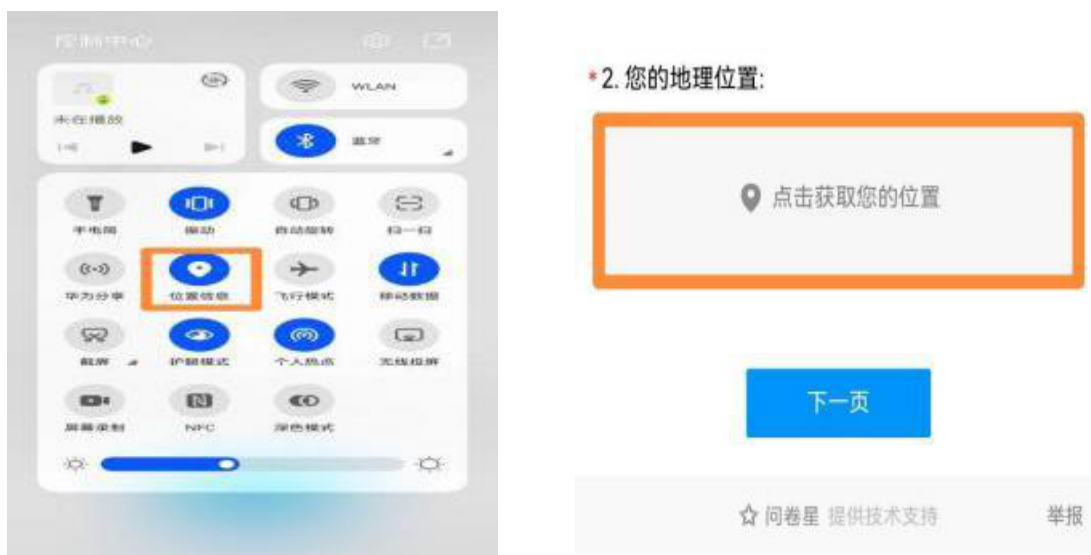 控制中心
WLAN
未在播放
蓝牙
手电筒
振动
自动旋转
扫一扫
华为分享
位置信息
飞行模式
移动数据
截屏
护眼模式
个人热点
无线投屏
屏幕录制
NFC
深色模式
*2. 您的地理位置:
点击获取您的位置
下一页
问卷星 提供技术支持
举报